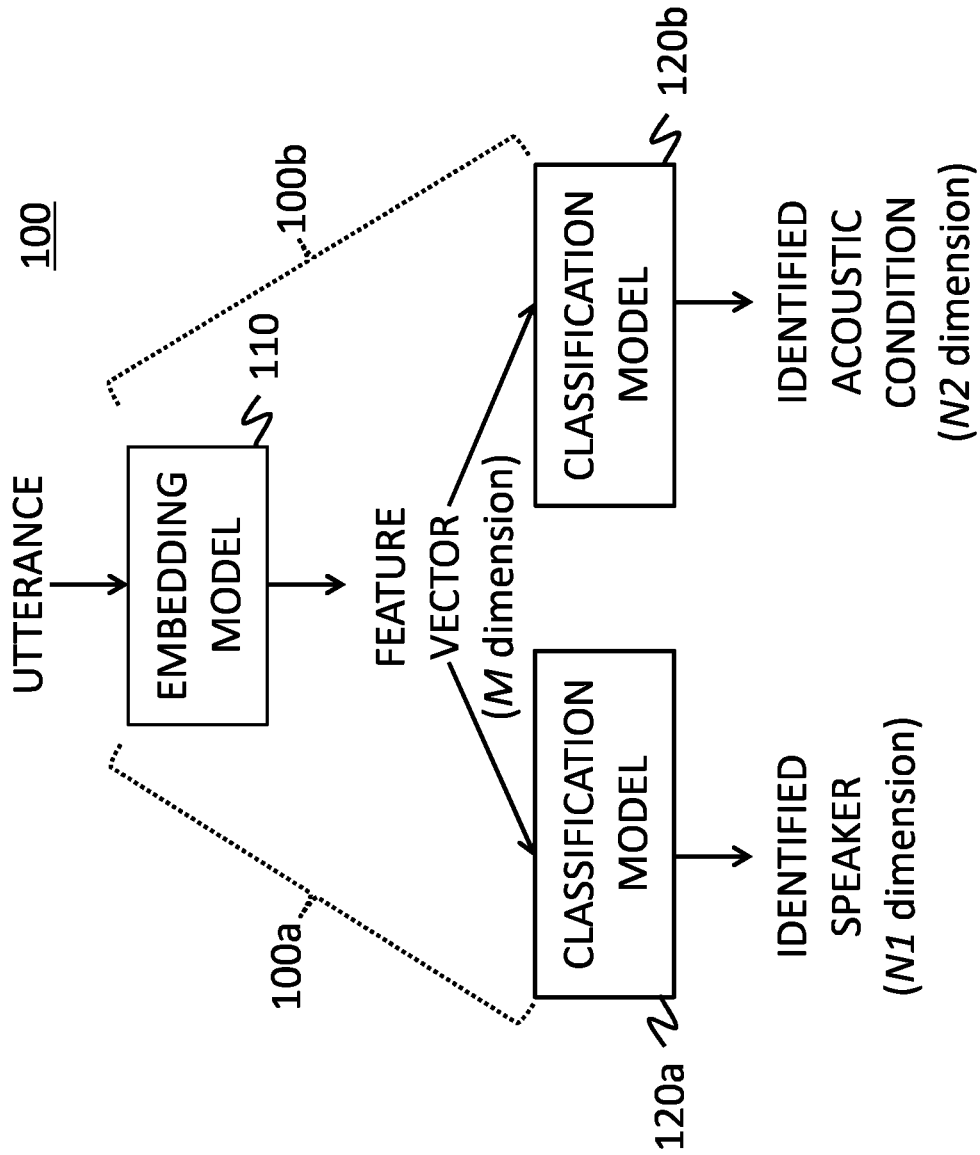 100
UTTERANCE
EMBEDDING
MODEL
110
100a
100b
FEATURE
VECTOR
(M dimension)
CLASSIFICATION
MODEL
120a
CLASSIFICATION
MODEL
120b
IDENTIFIED
SPEAKER
(N1 dimension)
IDENTIFIED
ACOUSTIC
CONDITION
(N2 dimension)